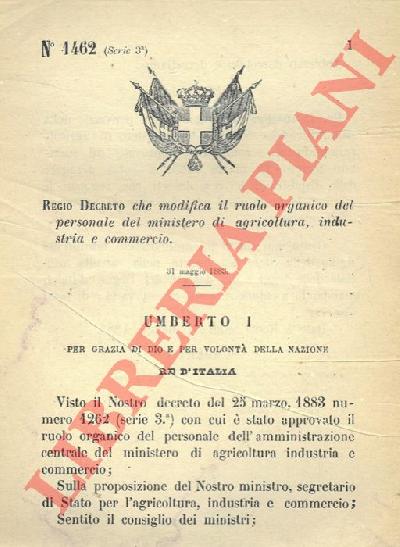 N° 1462 (Serie 3ª) 1
REGIO DECRETO che modifica il ruolo organico del
personale del ministero di agricoltura, indu-
stria e commercio.
31 maggio 1883.
UMBERTO I
PER GRAZIA DI DIO E PER VOLONTÀ DELLA NAZIONE
RE D'ITALIA
Visto il Nostro decreto del 25 marzo 1883 nu-
mero 1262 (serie 3.ª) con cui è stato approvato il
ruolo organico del personale dell'amministrazione
centrale del ministero di agricoltura industria e
commercio;
Sulla proposizione del Nostro ministro, segretario
di Stato per l'agricoltura, industria e commercio;
Sentito il consiglio dei ministri;
LIBRERIA PIANI